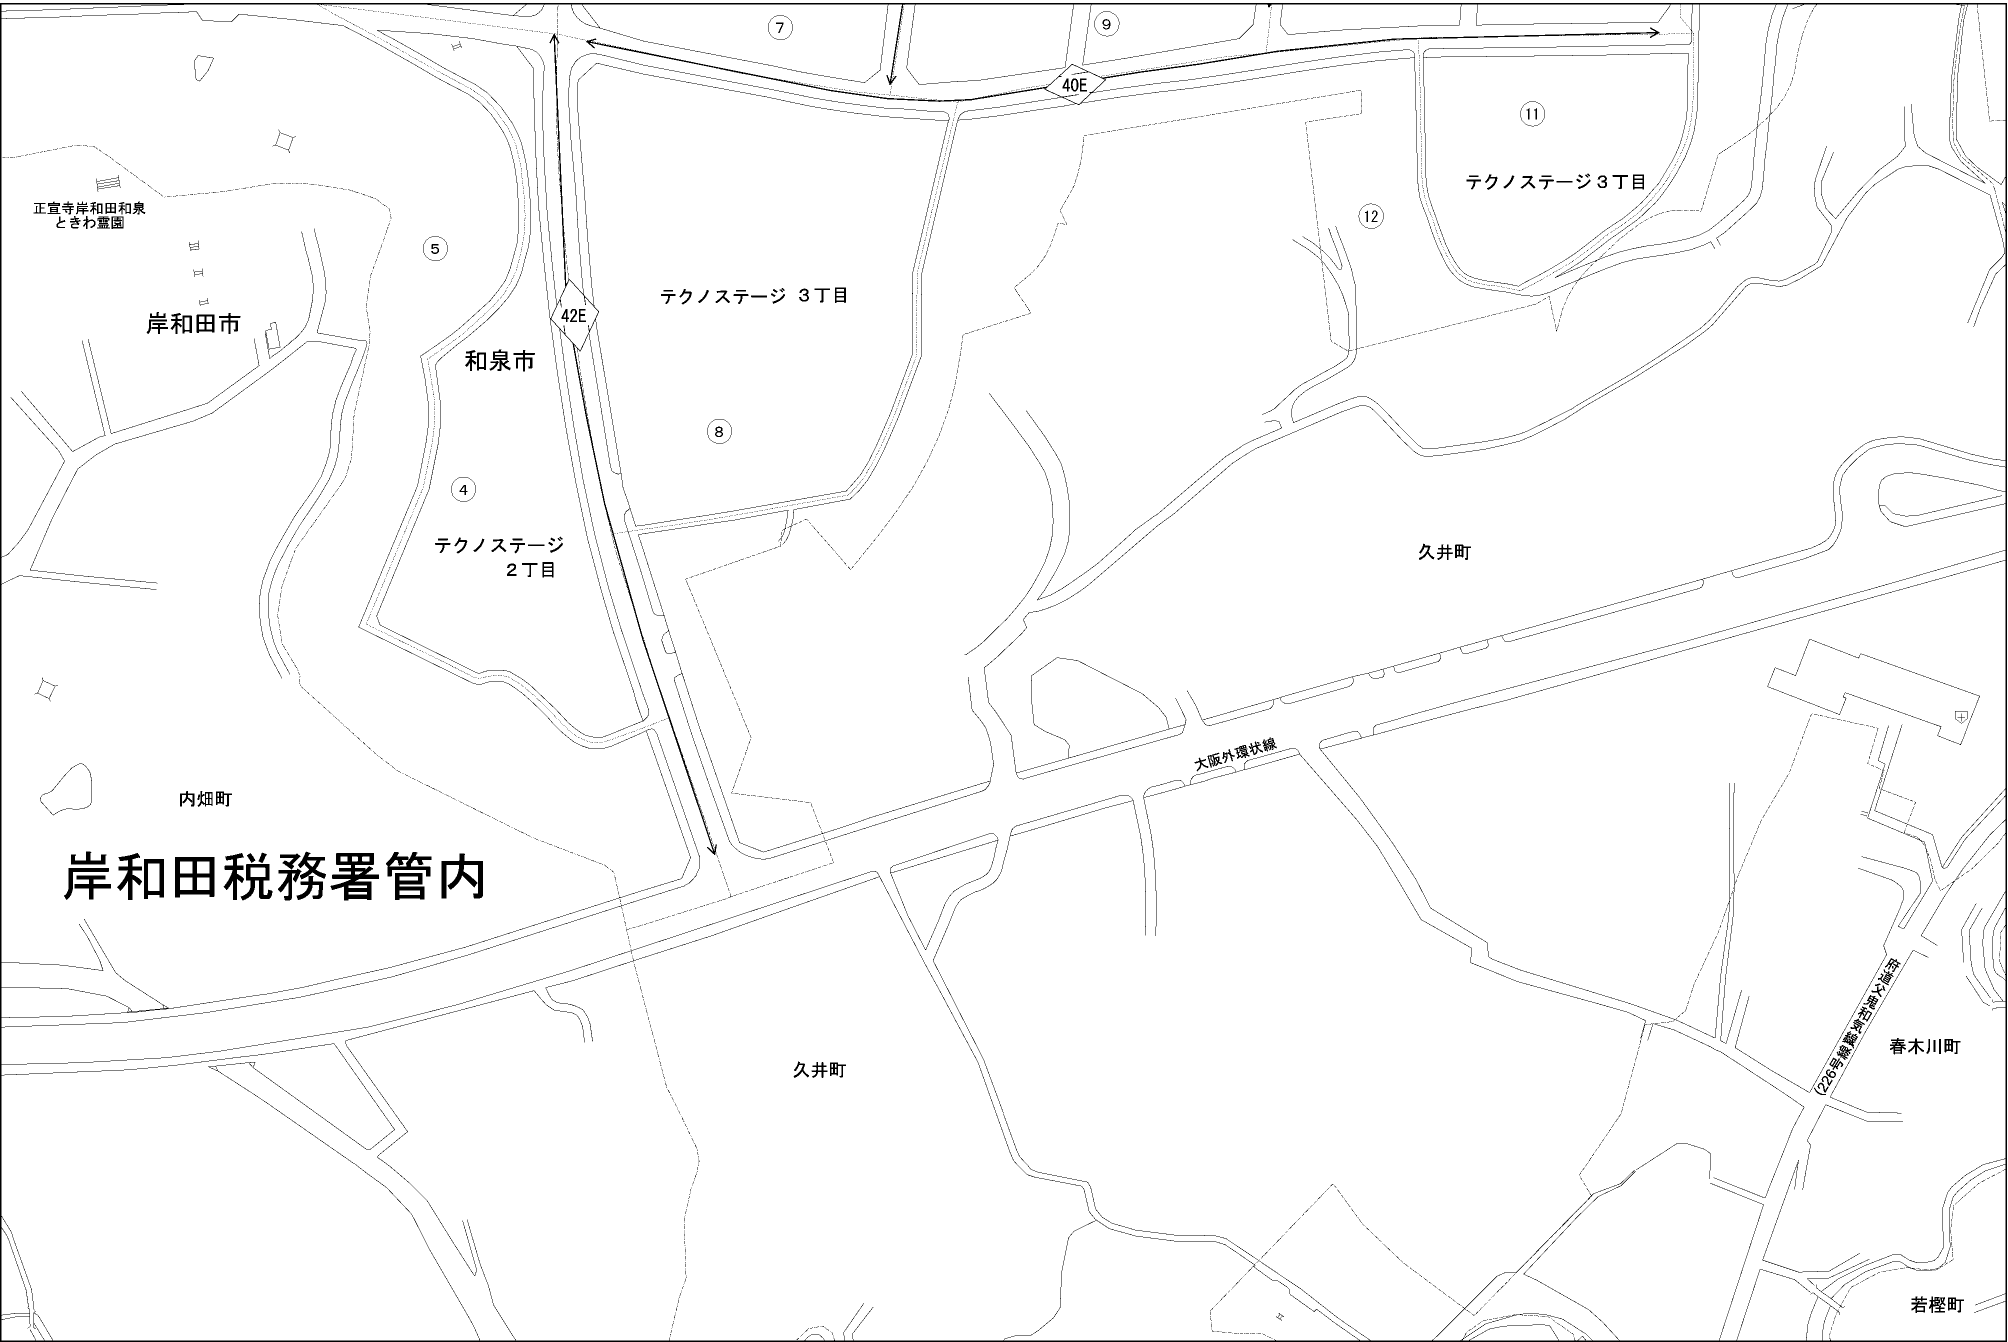 ⑦
⑨
40E
⑪
テクノステージ３丁目
正宣寺岸和田和泉
ときわ霊園
⑫
⑤
テクノステージ ３丁目
42E
岸和田市
和泉市
⑧
④
テクノステージ
２丁目
久井町
大阪外環状線
内畑町
岸和田税務署管内
府道父鬼和気線
(226号線)
春木川町
久井町
若樫町